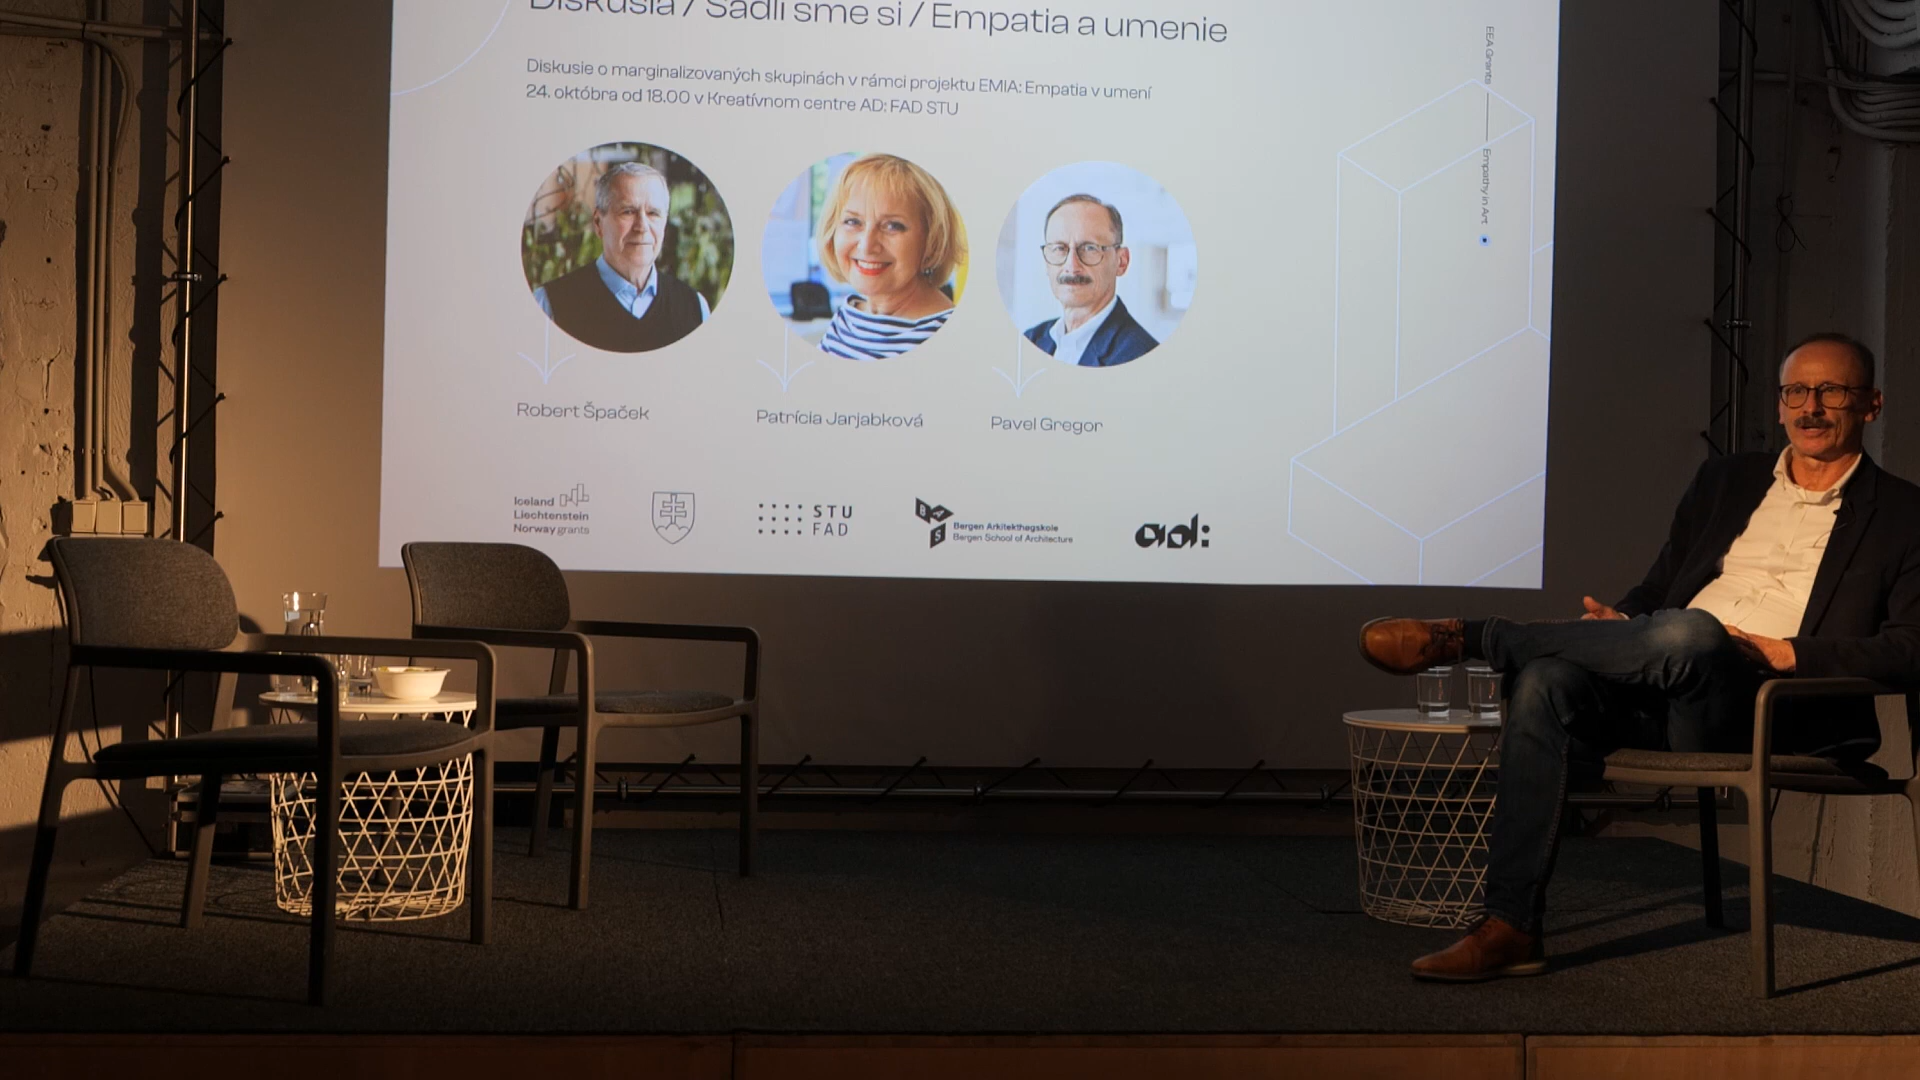 Diskusia / Sadli sme si / Empatia a umenie
Diskusie o marginalizovaných skupinách v rámci projektu EMIA: Empatia v umení
24. októbra od 18.00 v Kreatívnom centre AD: FAD STU
EEA Grants
Empathy in Art
Robert Špaček
Patrícia Jarjabková
Pavel Gregor
Iceland
Liechtenstein
Norway grants
STU
FAD
B A
S
Bergen Arkitekthøgskole
Bergen School of Architecture
ad: